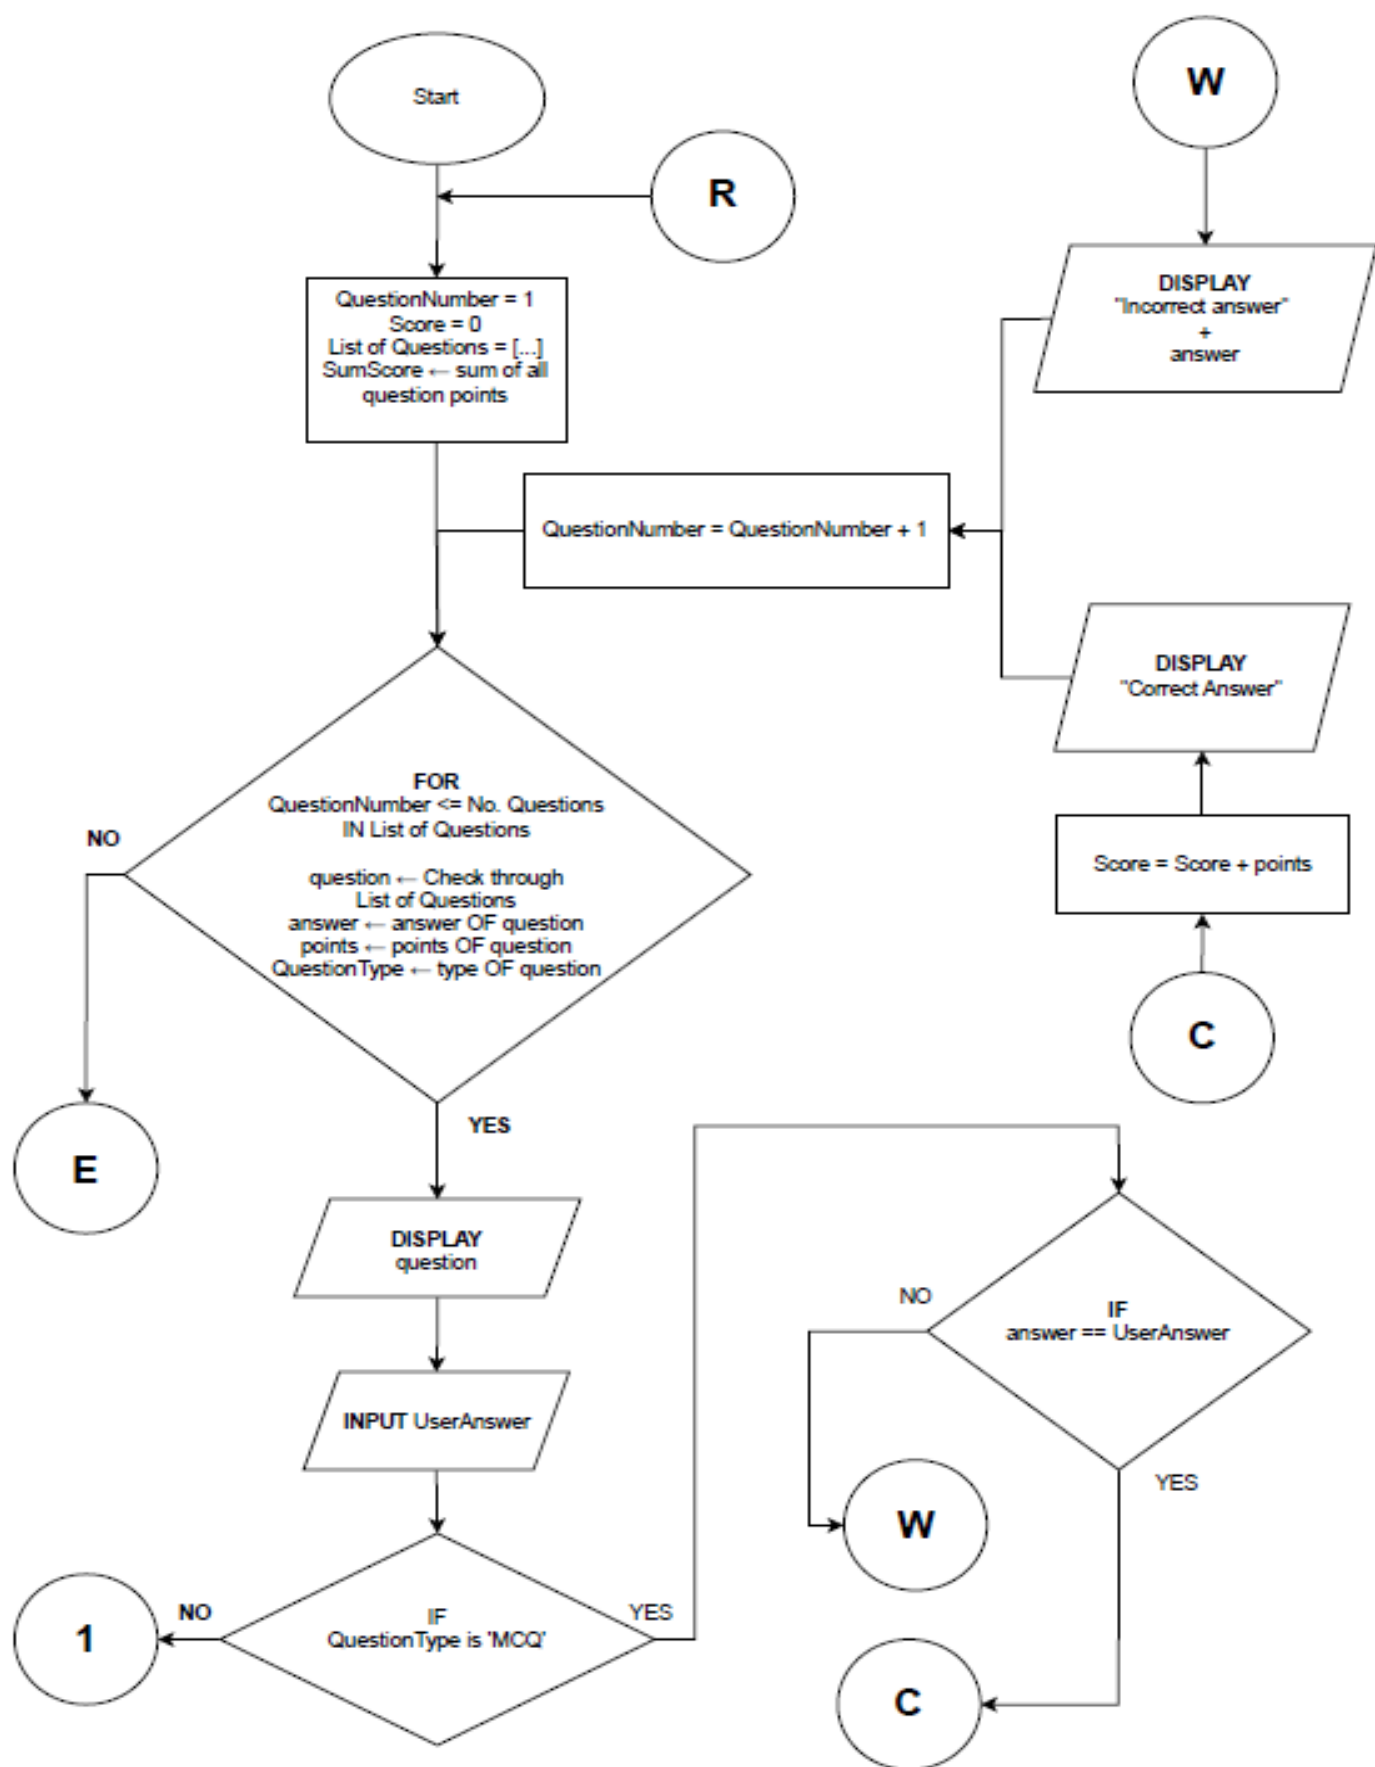 Start
R
W
QuestionNumber = 1
Score = 0
List of Questions = [...]
SumScore ← sum of all
question points
DISPLAY
"Incorrect answer"
+
answer
QuestionNumber = QuestionNumber + 1
DISPLAY
"Correct Answer"
Score = Score + points
C
FOR
QuestionNumber <= No. Questions
IN List of Questions
question ← Check through
List of Questions
answer ← answer OF question
points ← points OF question
QuestionType ← type OF question
NO
E
YES
DISPLAY
question
INPUT UserAnswer
IF
QuestionType is 'MCQ'
NO
1
YES
IF
answer == UserAnswer
NO
W
YES
C